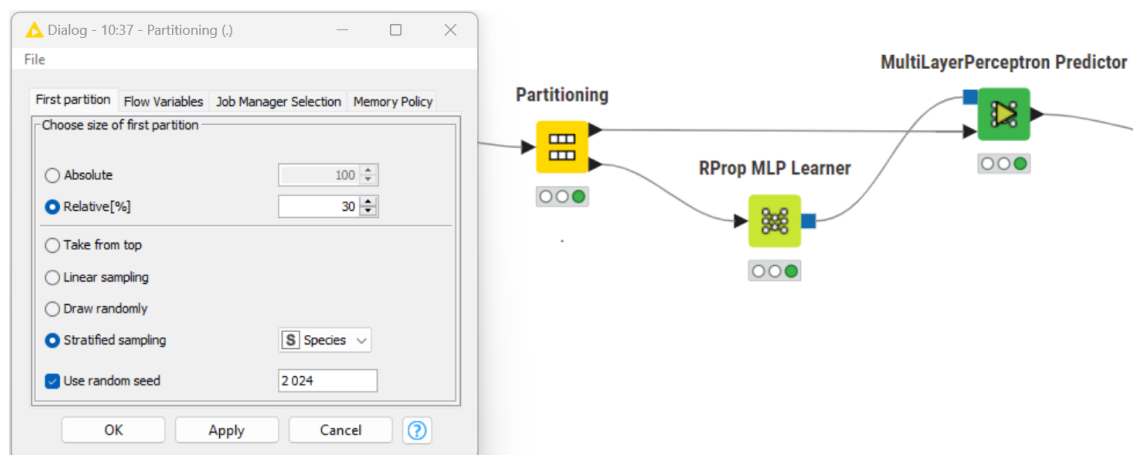 Dialog - 10:37 - Partitioning (.)
File
First partition Flow Variables Job Manager Selection Memory Policy
Choose size of first partition
Absolute 100
Relative[%] 30
Take from top
Linear sampling
Draw randomly
Stratified sampling S Species
Use random seed 2 024
OK Apply Cancel ?
MultiLayerPerceptron Predictor
Partitioning
RProp MLP Learner